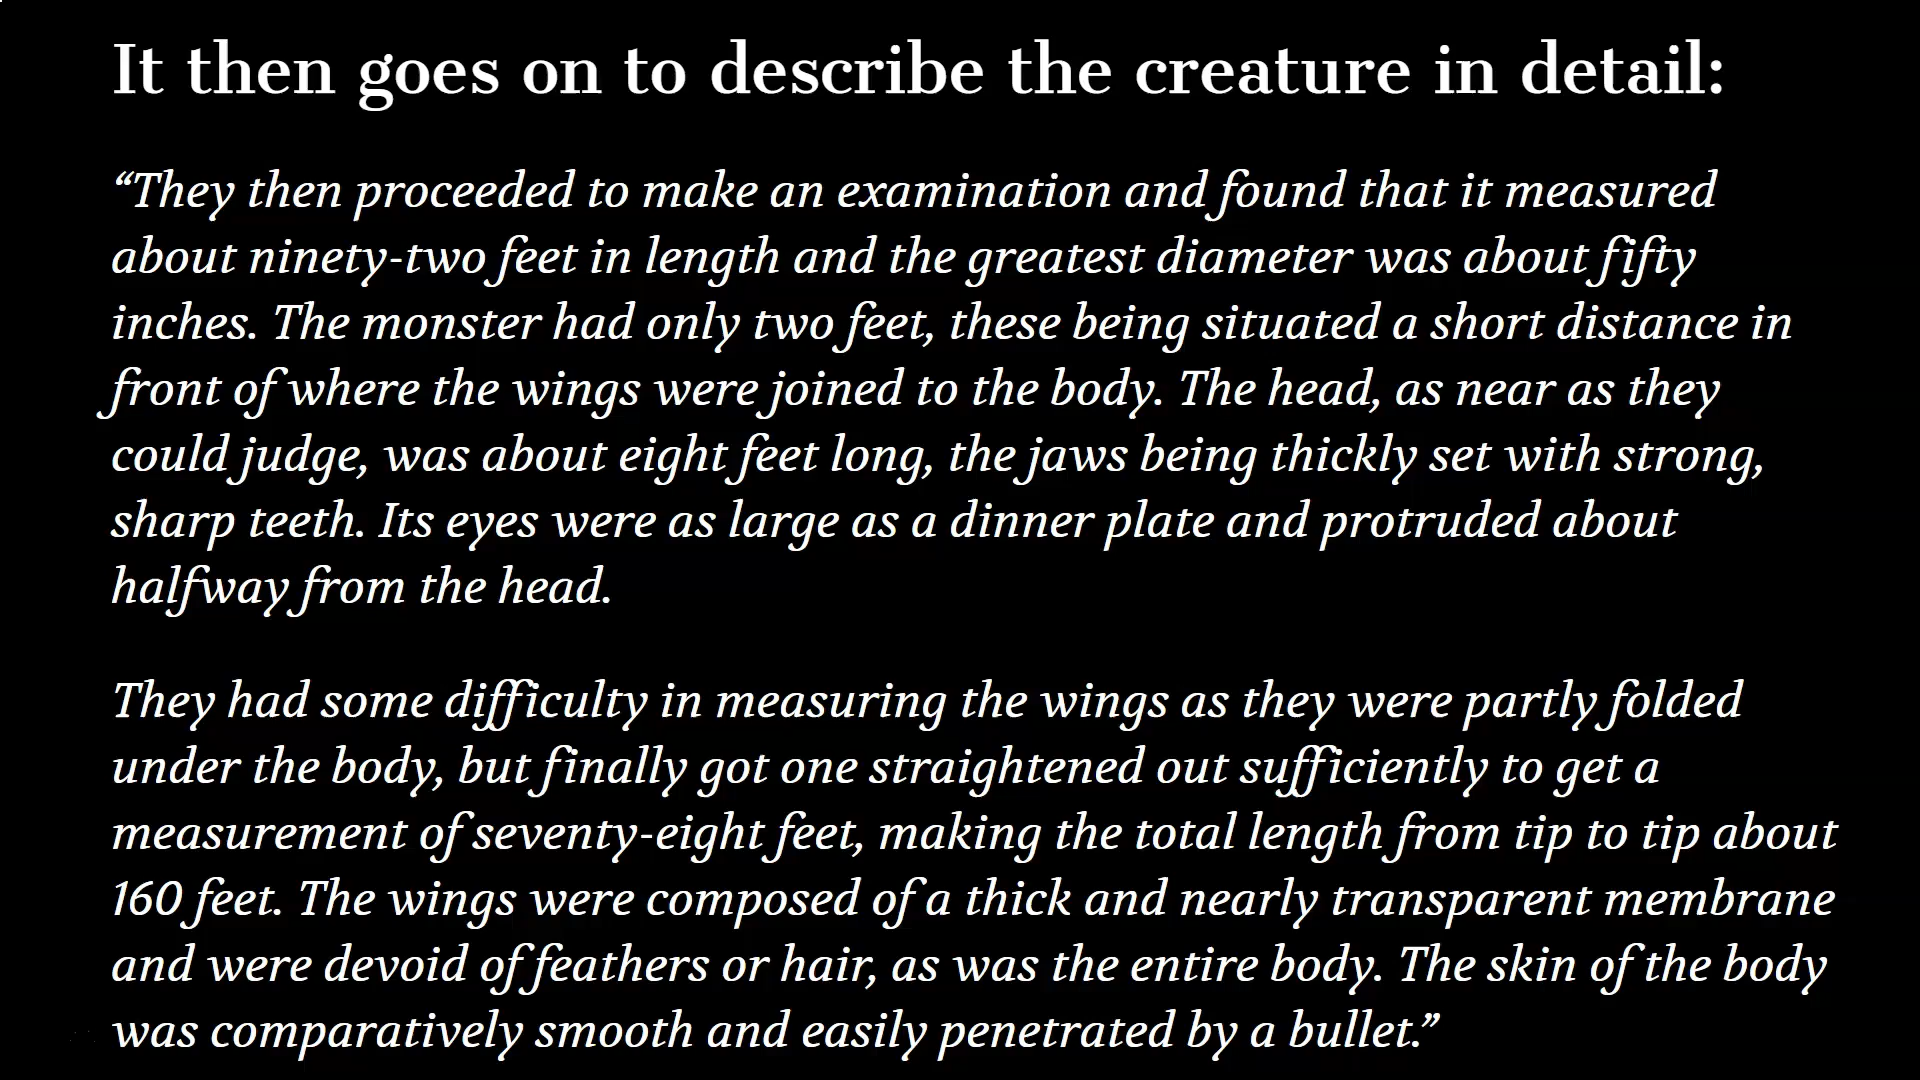 It then goes on to describe the creature in detail:
“They then proceeded to make an examination and found that it measured
about ninety-two feet in length and the greatest diameter was about fifty
inches. The monster had only two feet, these being situated a short distance in
front of where the wings were joined to the body. The head, as near as they
could judge, was about eight feet long, the jaws being thickly set with strong,
sharp teeth. Its eyes were as large as a dinner plate and protruded about
halfway from the head.
They had some difficulty in measuring the wings as they were partly folded
under the body, but finally got one straightened out sufficiently to get a
measurement of seventy-eight feet, making the total length from tip to tip about
160 feet. The wings were composed of a thick and nearly transparent membrane
and were devoid of feathers or hair, as was the entire body. The skin of the body
was comparatively smooth and easily penetrated by a bullet.”